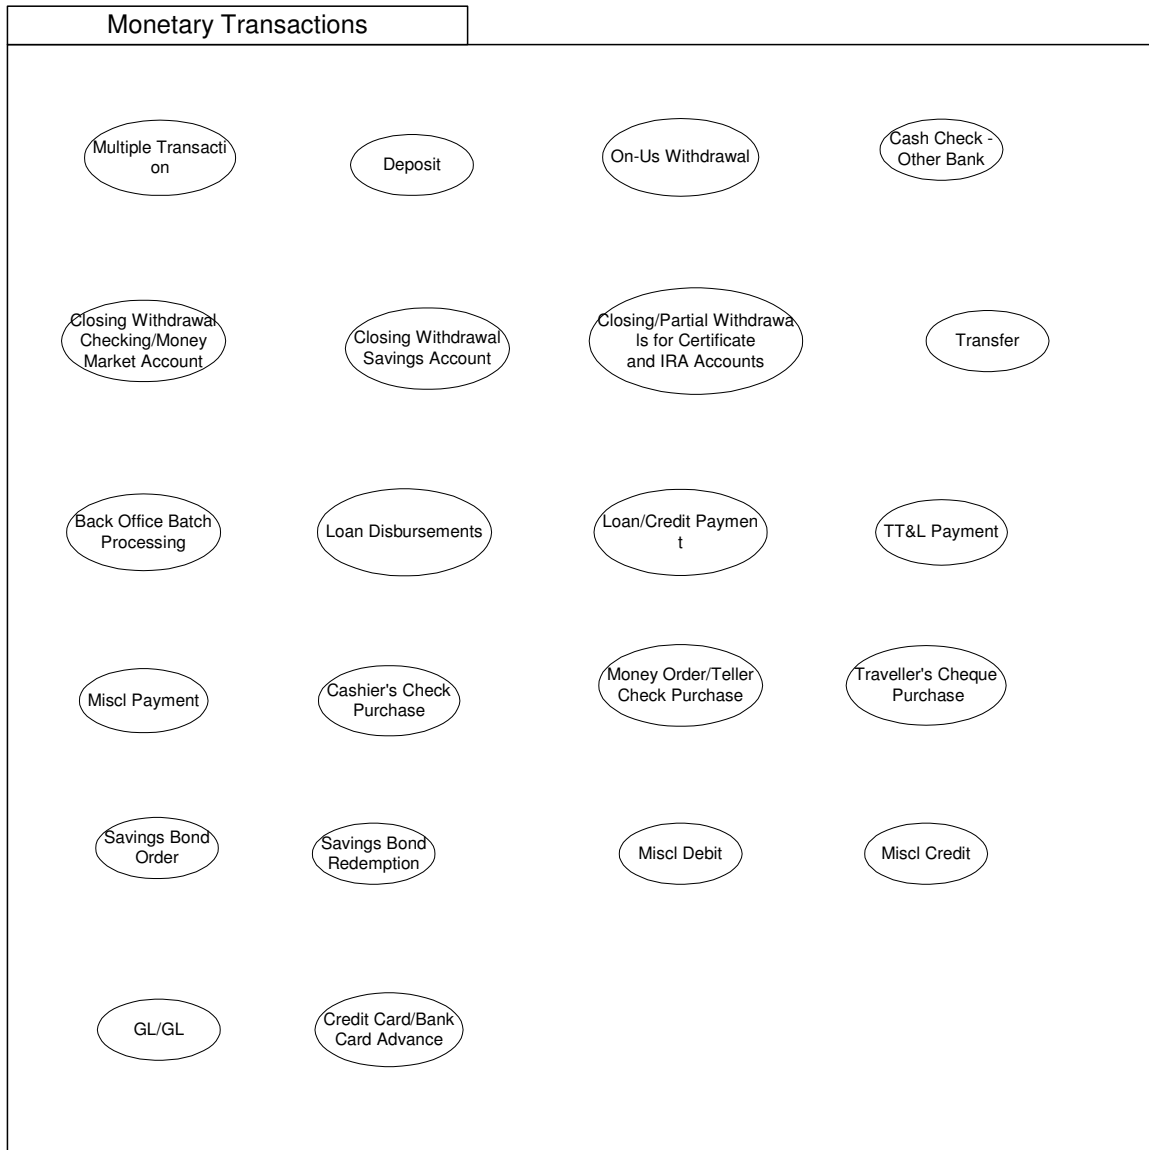 Monetary Transactions
Multiple Transacti
on
Deposit
On-Us Withdrawal
Cash Check -
Other Bank
Closing Withdrawal
Checking/Money
Market Account
Closing Withdrawal
Savings Account
Closing/Partial Withdrawa
ls for Certificate
and IRA Accounts
Transfer
Back Office Batch
Processing
Loan Disbursements
Loan/Credit Paymen
t
TT&L Payment
Miscl Payment
Cashier's Check
Purchase
Money Order/Teller
Check Purchase
Traveller's Cheque
Purchase
Savings Bond
Order
Savings Bond
Redemption
Miscl Debit
Miscl Credit
GL/GL
Credit Card/Bank
Card Advance